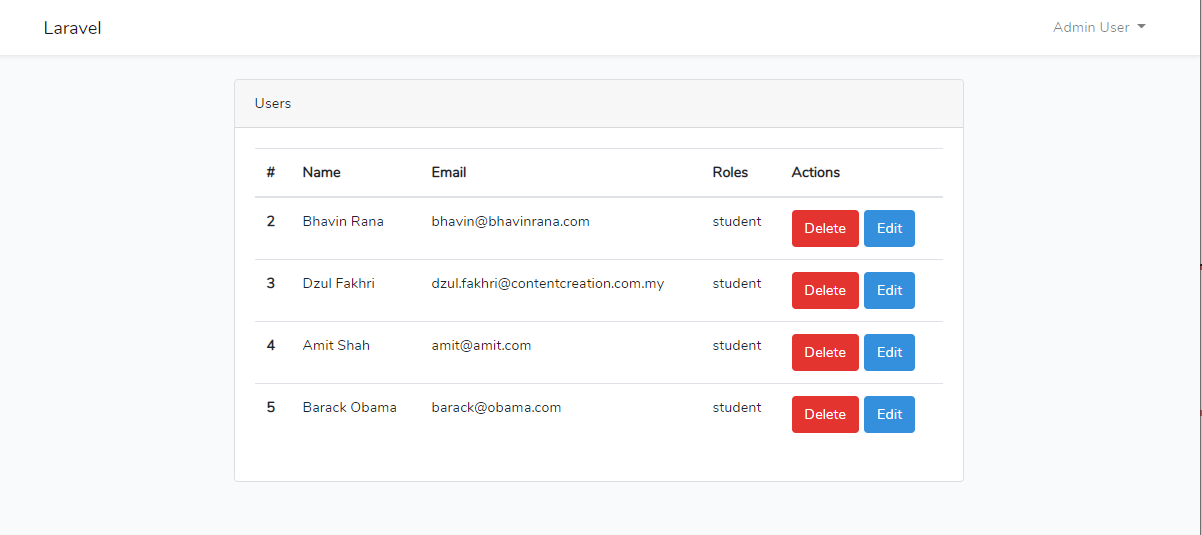 Laravel Admin User
Users
# Name Email Roles Actions
2 Bhavin Rana bhavin@bhavinrana.com student Delete Edit
3 Dzul Fakhri dzul.fakhri@contentcreation.com.my student Delete Edit
4 Amit Shah amit@amit.com student Delete Edit
5 Barack Obama barack@obama.com student Delete Edit